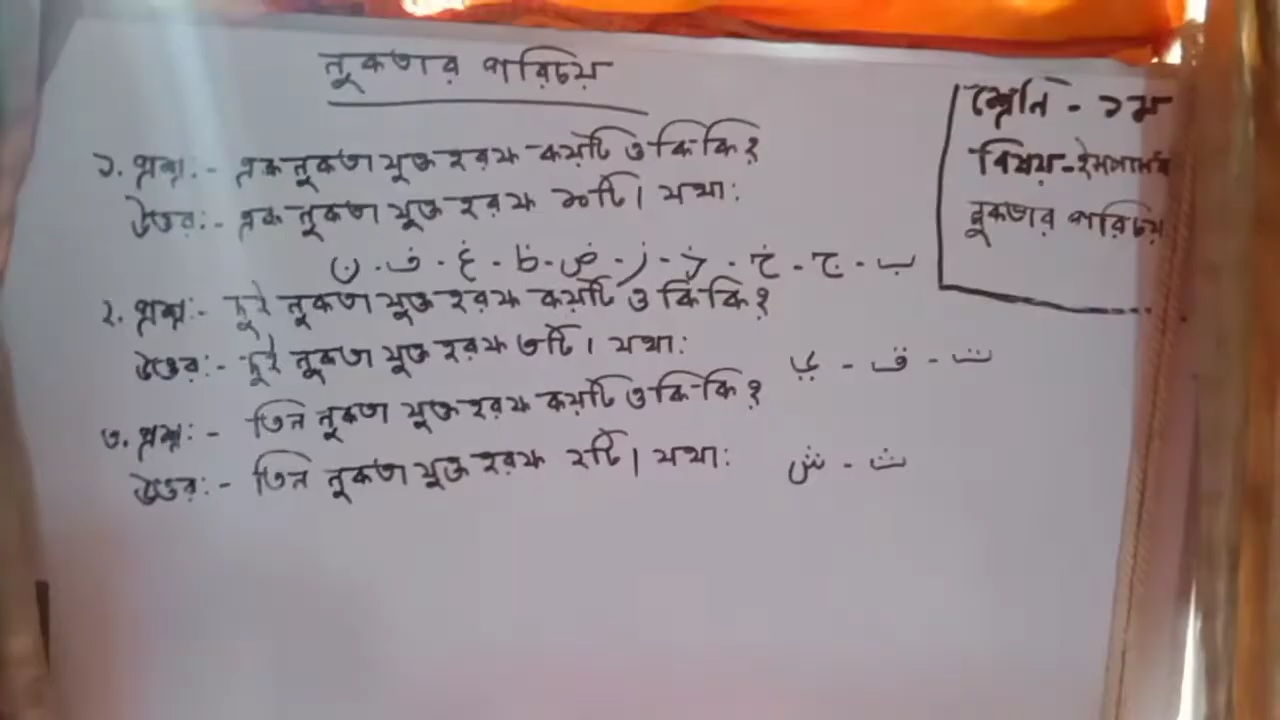 নুকতার পরিচয়
শ্রেনি - ১ম
বিষয় - ইসলাম
নুকতার পরিচয়
১. প্রশ্ন:- এক নুকতা যুক্ত হরফ কয়টি ও কি কি?
উত্তর:- এক নুকতা যুক্ত হরফ ১০টি। যথা:
ب - ج - خ - ذ - ز - ض - ظ - غ - ف - ن
২. প্রশ্ন:- দুই নুকতা যুক্ত হরফ কয়টি ও কি কি?
উত্তর:- দুই নুকতা যুক্ত হরফ ৩টি। যথা: ت - ق - ي
৩. প্রশ্ন:- তিন নুকতা যুক্ত হরফ কয়টি ও কি-কি?
উত্তর:- তিন নুকতা যুক্ত হরফ ২টি। যথা: ث - ش